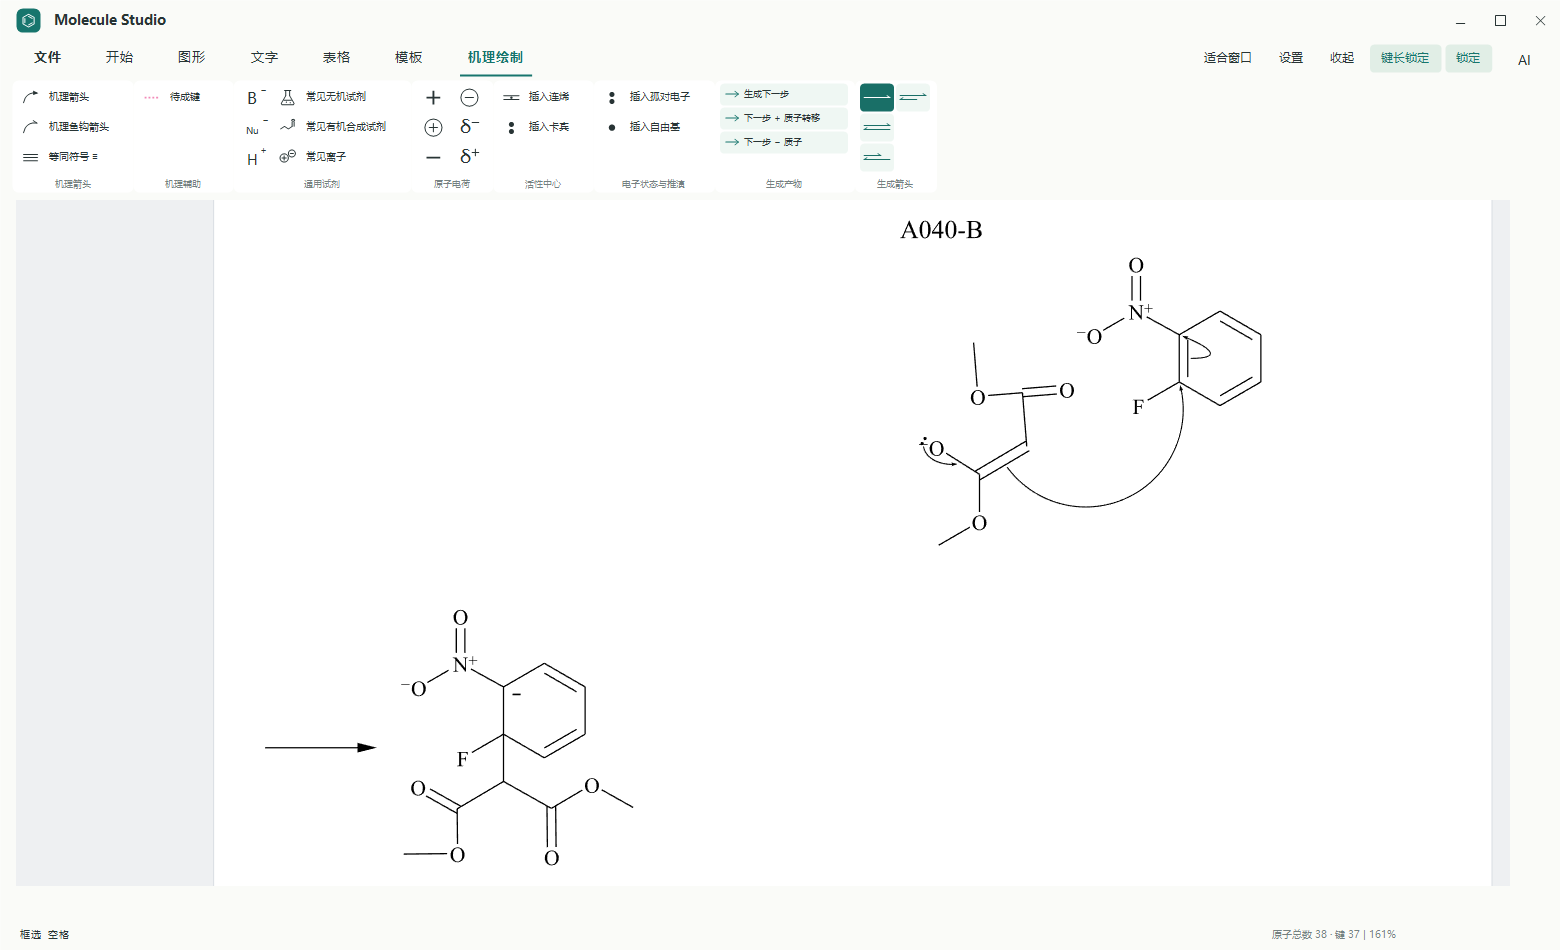 Molecule Studio
文件 开始 图形 文字 表格 模板 机理绘制 适合窗口 设置 收起 键长锁定 锁定 AI
机理箭头 待成键 B⁻ 常见无机试剂 + ⊖ 插入连烯 插入孤对电子 生成下一步
下一步 + 质子转移
机理鱼钩箭头 Nu⁻ 常见有机合成试剂 ⊕ δ⁻ 插入卡宾 插入自由基
下一步 − 质子
等同符号 ≡ H⁺ 常见离子 − δ⁺
机理箭头 机理辅助 通用试剂 原子电荷 活性中心 电子状态与推演 生成产物 生成箭头
A040-B
O
N⁺
⁻O
O O
F
O
O
O
N⁺
⁻O
−
F
O O
O
O
框选 空格 原子总数 38 · 键 37 | 161%